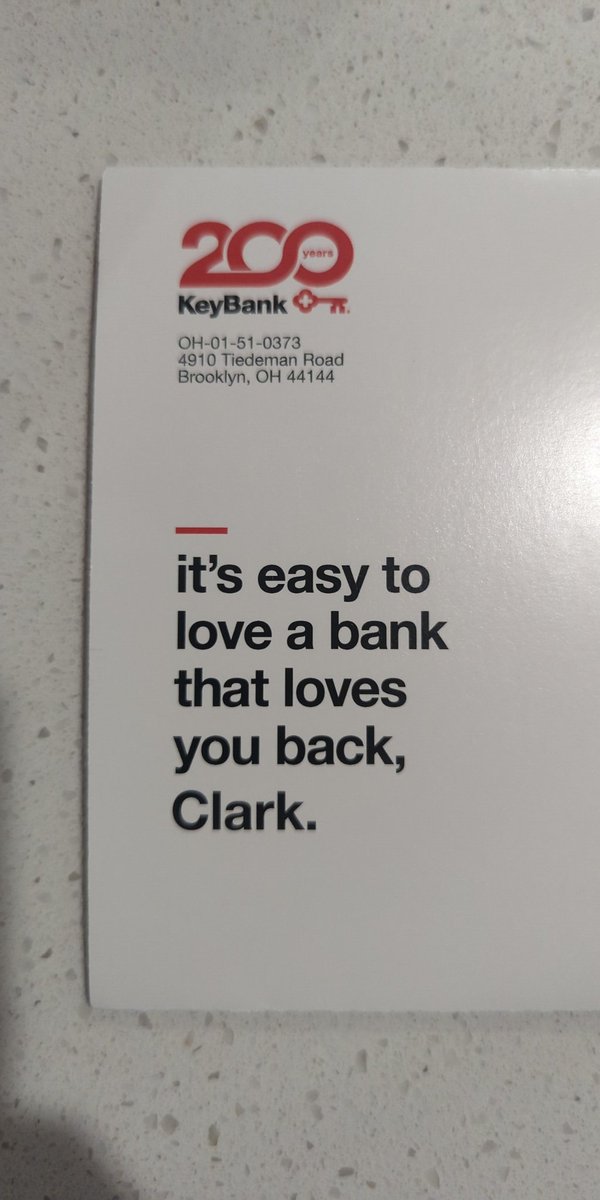 200 years
KeyBank
OH-01-51-0373
4910 Tiedeman Road
Brooklyn, OH 44144
it's easy to
love a bank
that loves
you back,
Clark.